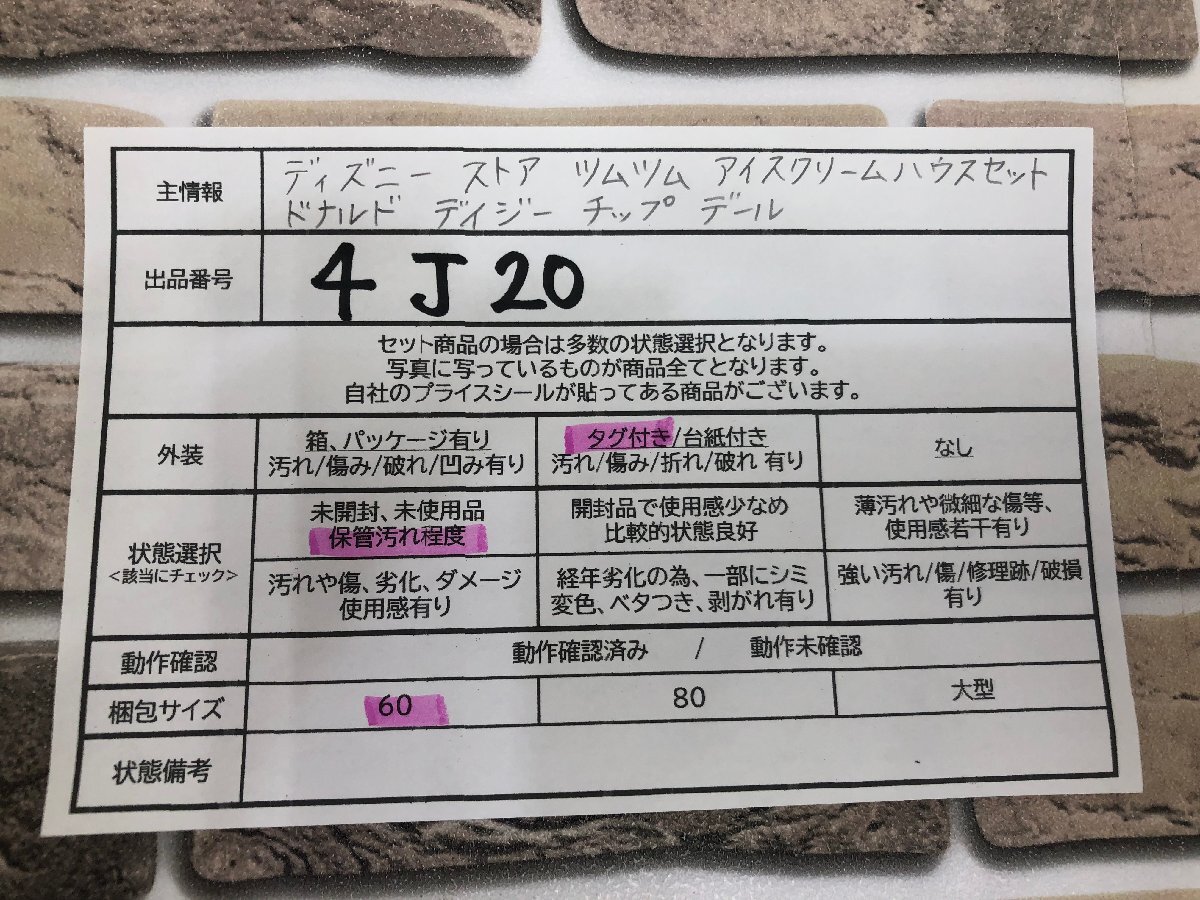 主情報
ディズニー ストア ツムツム アイスクリームハウスセット
ドナルド デイジー チップ デール
出品番号
4 J 20
セット商品の場合は多数の状態選択となります。
写真に写っているものが商品全てとなります。
自社のプライスシールが貼ってある商品がございます。
外装
箱、パッケージ有り
汚れ/傷み/破れ/凹み有り
タグ付き/台紙付き
汚れ/傷み/折れ/破れ 有り
なし
状態選択
<該当にチェック>
未開封、未使用品
保管汚れ程度
開封品で使用感少なめ
比較的状態良好
薄汚れや微細な傷等、
使用感若干有り
汚れや傷、劣化、ダメージ
使用感有り
経年劣化の為、一部にシミ
変色、ベタつき、剥がれ有り
強い汚れ/傷/修理跡/破損
有り
動作確認
動作確認済み / 動作未確認
梱包サイズ
60
80
大型
状態備考